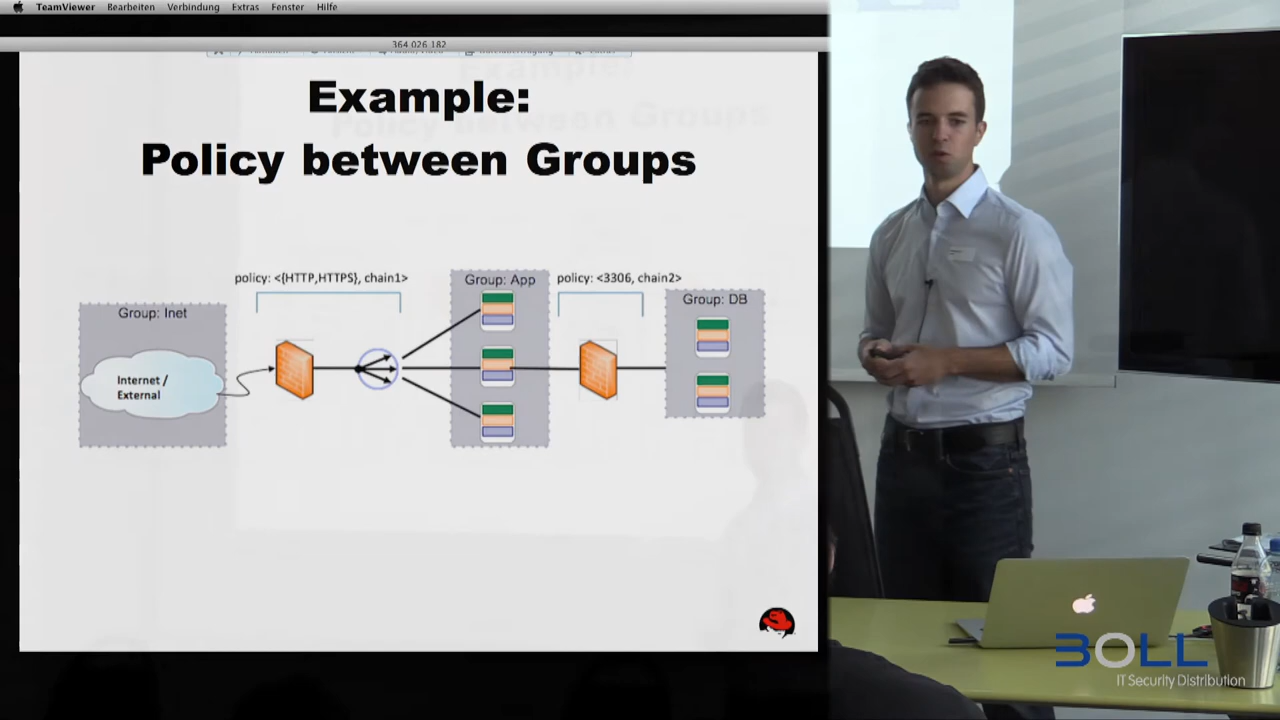 TeamViewer Bearbeiten Verbindung Extras Fenster Hilfe
364 026 182
Example:
Policy between Groups
policy: <{HTTP,HTTPS}, chain1>
Group: App
policy: <3306, chain2>
Group: Inet
Group: DB
Internet /
External
BOLL
IT Security Distribution